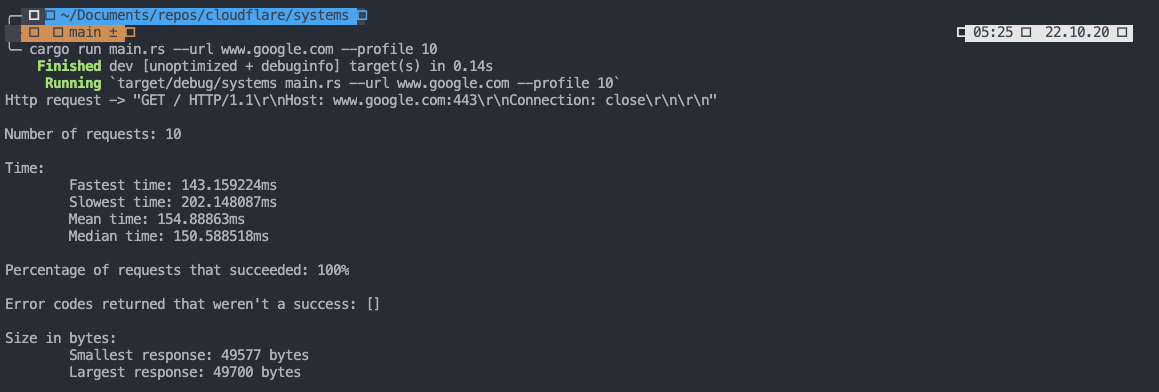 ~/Documents/repos/cloudflare/systems
main ± 05:25 22.10.20
cargo run main.rs --url www.google.com --profile 10
Finished dev [unoptimized + debuginfo] target(s) in 0.14s
Running `target/debug/systems main.rs --url www.google.com --profile 10`
Http request -> "GET / HTTP/1.1\r\nHost: www.google.com:443\r\nConnection: close\r\n\r\n"
Number of requests: 10
Time:
Fastest time: 143.159224ms
Slowest time: 202.148087ms
Mean time: 154.88863ms
Median time: 150.588518ms
Percentage of requests that succeeded: 100%
Error codes returned that weren't a success: []
Size in bytes:
Smallest response: 49577 bytes
Largest response: 49700 bytes